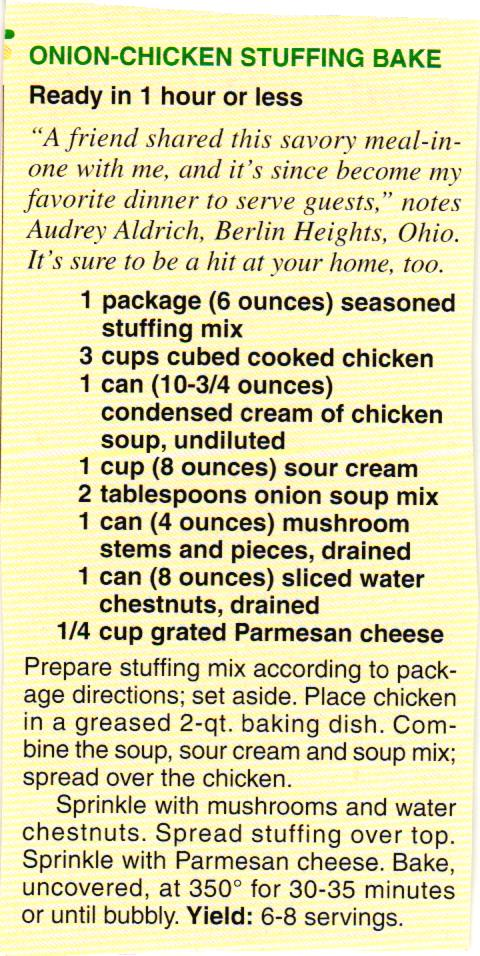 ONION-CHICKEN STUFFING BAKE
Ready in 1 hour or less
“A friend shared this savory meal-in-
one with me, and it’s since become my
favorite dinner to serve guests,” notes
Audrey Aldrich, Berlin Heights, Ohio.
It’s sure to be a hit at your home, too.
1 package (6 ounces) seasoned
stuffing mix
3 cups cubed cooked chicken
1 can (10-3/4 ounces)
condensed cream of chicken
soup, undiluted
1 cup (8 ounces) sour cream
2 tablespoons onion soup mix
1 can (4 ounces) mushroom
stems and pieces, drained
1 can (8 ounces) sliced water
chestnuts, drained
1/4 cup grated Parmesan cheese
Prepare stuffing mix according to pack-
age directions; set aside. Place chicken
in a greased 2-qt. baking dish. Com-
bine the soup, sour cream and soup mix;
spread over the chicken.
Sprinkle with mushrooms and water
chestnuts. Spread stuffing over top.
Sprinkle with Parmesan cheese. Bake,
uncovered, at 350° for 30-35 minutes
or until bubbly. Yield: 6-8 servings.